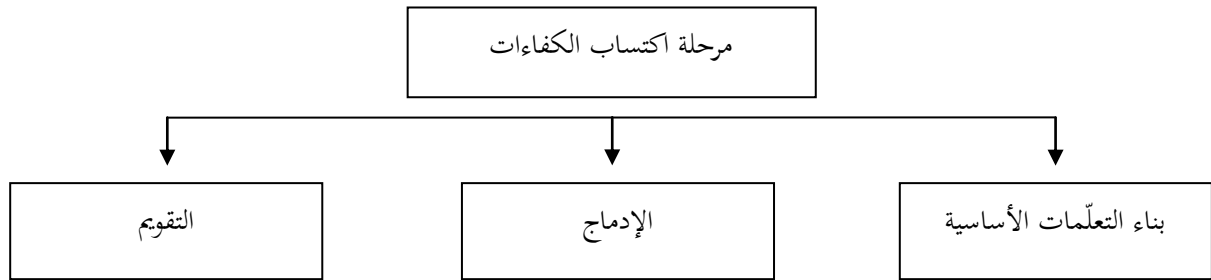 مرحلة اكتساب الكفاءات
بناء التعلّمات الأساسية
الإدماج
التقويم